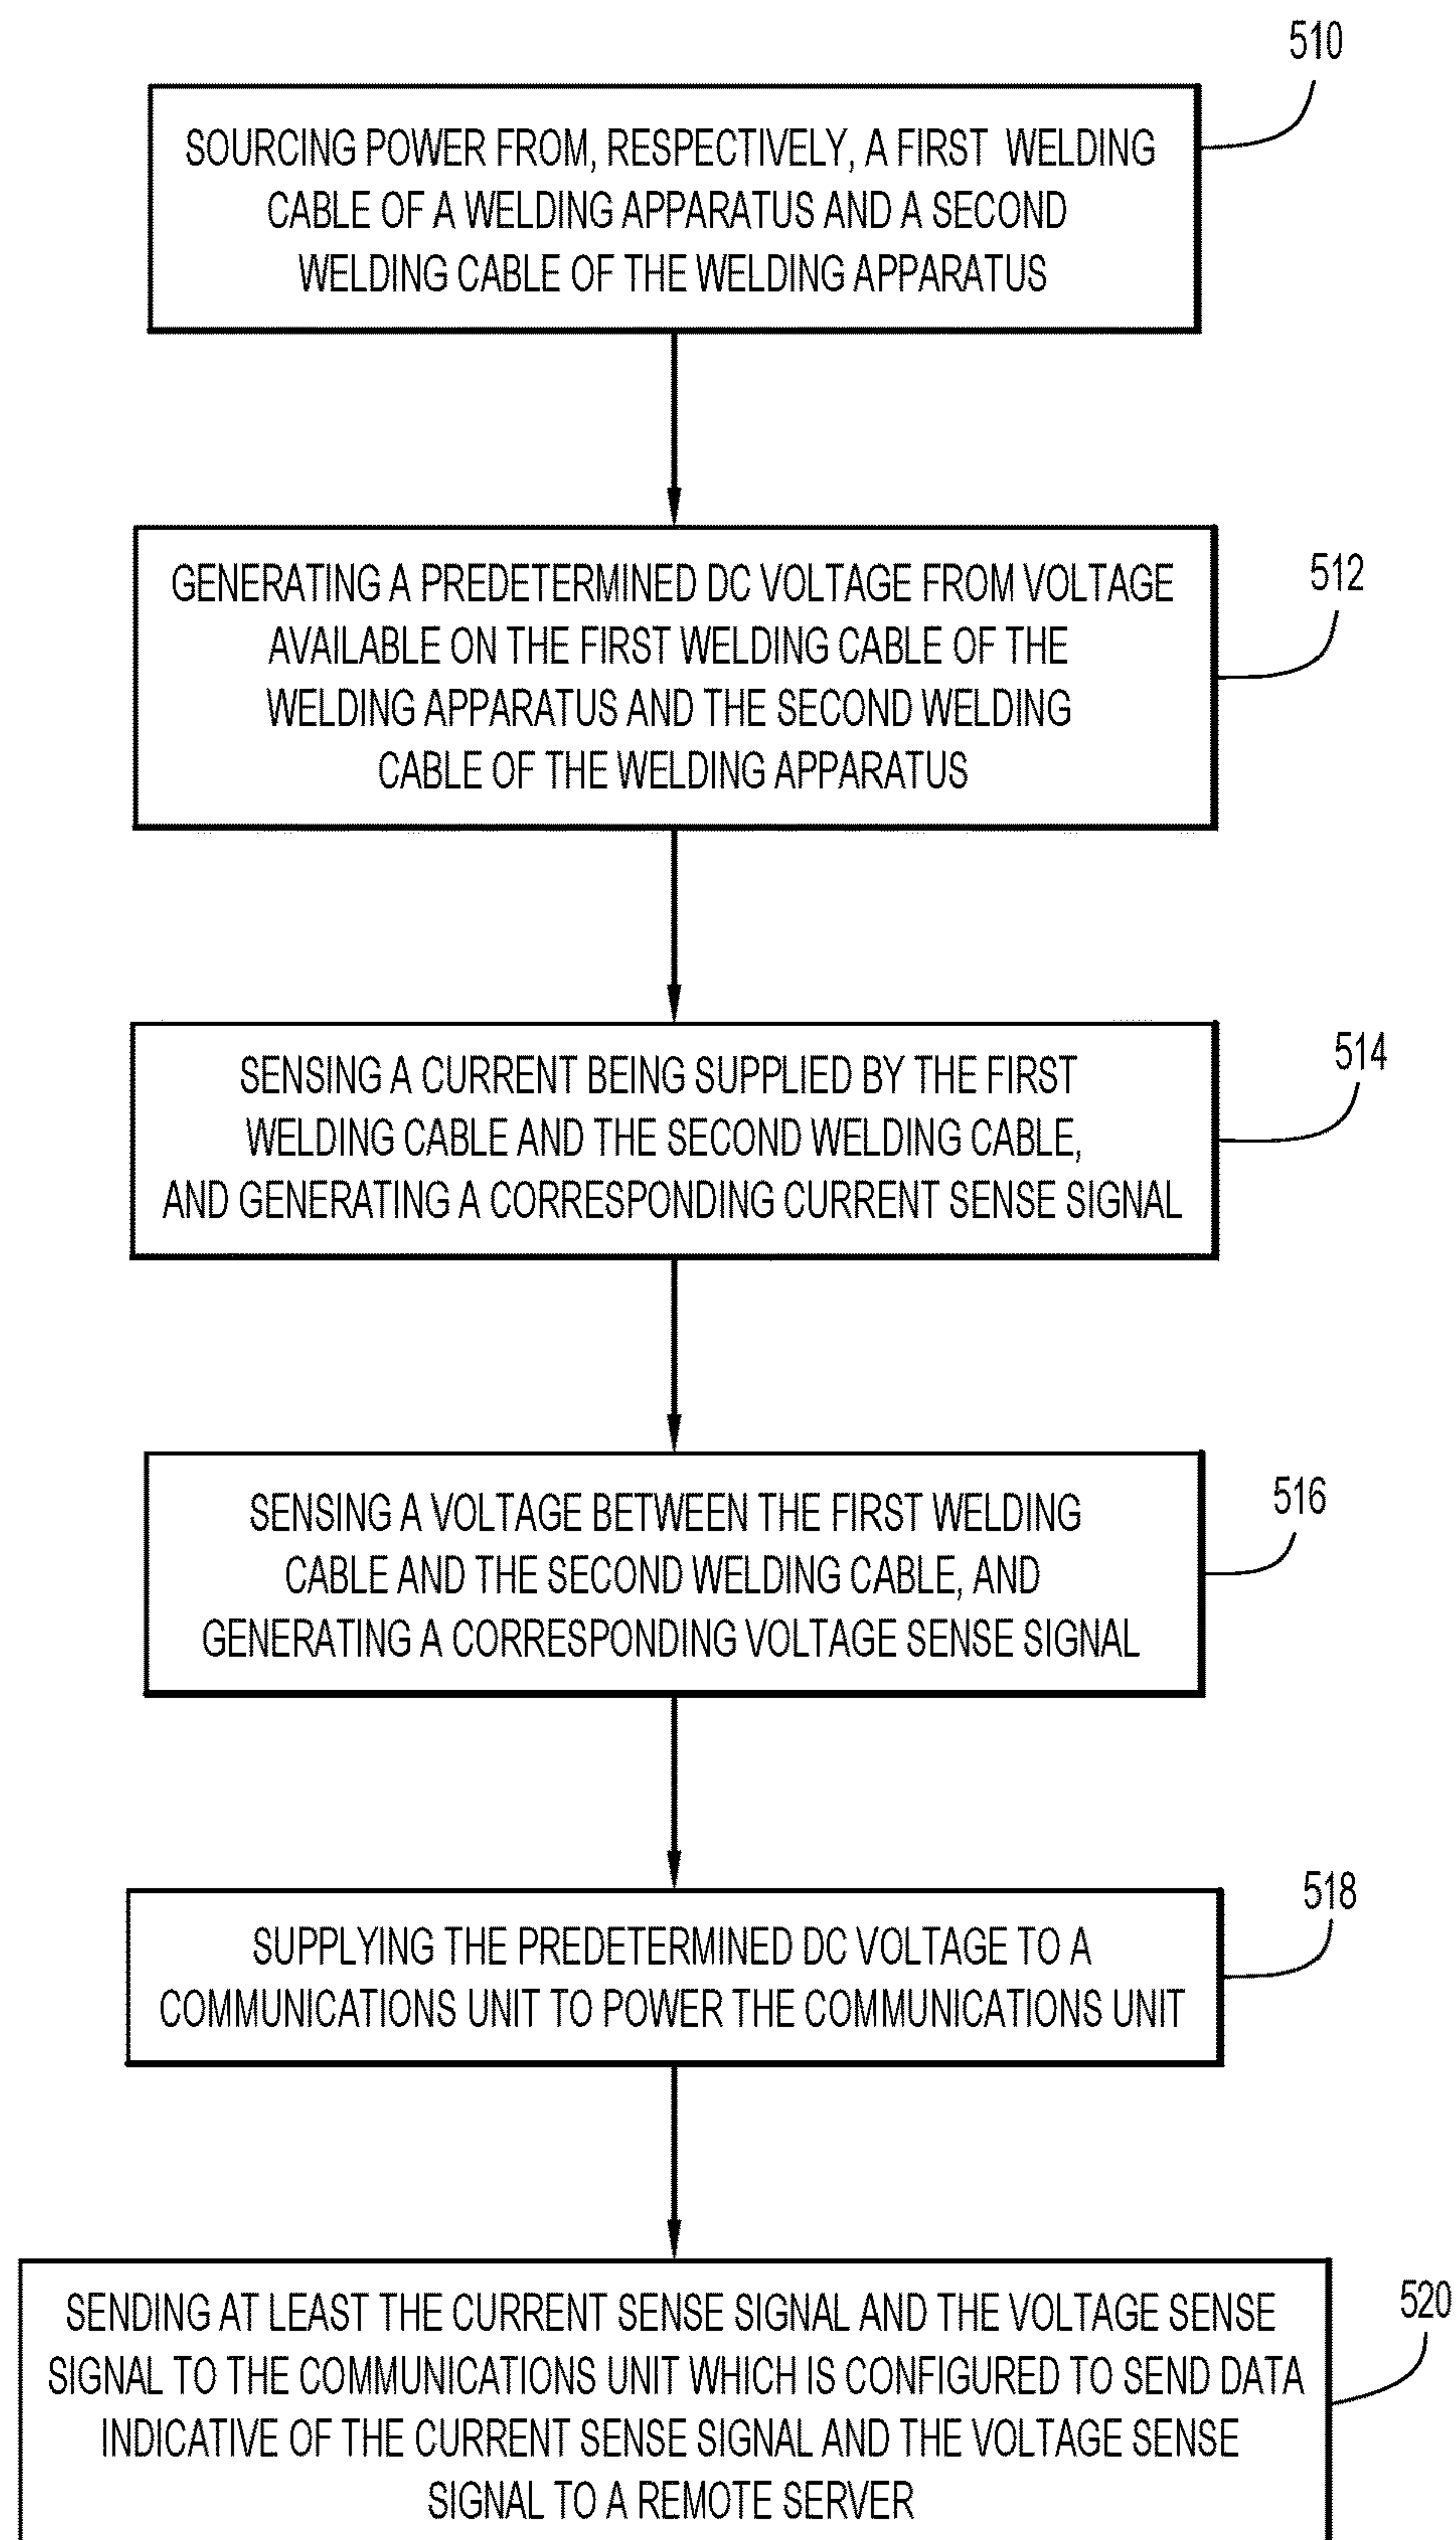 510
SOURCING POWER FROM, RESPECTIVELY, A FIRST WELDING
CABLE OF A WELDING APPARATUS AND A SECOND
WELDING CABLE OF THE WELDING APPARATUS
512
GENERATING A PREDETERMINED DC VOLTAGE FROM VOLTAGE
AVAILABLE ON THE FIRST WELDING CABLE OF THE
WELDING APPARATUS AND THE SECOND WELDING
CABLE OF THE WELDING APPARATUS
514
SENSING A CURRENT BEING SUPPLIED BY THE FIRST
WELDING CABLE AND THE SECOND WELDING CABLE,
AND GENERATING A CORRESPONDING CURRENT SENSE SIGNAL
516
SENSING A VOLTAGE BETWEEN THE FIRST WELDING
CABLE AND THE SECOND WELDING CABLE, AND
GENERATING A CORRESPONDING VOLTAGE SENSE SIGNAL
518
SUPPLYING THE PREDETERMINED DC VOLTAGE TO A
COMMUNICATIONS UNIT TO POWER THE COMMUNICATIONS UNIT
520
SENDING AT LEAST THE CURRENT SENSE SIGNAL AND THE VOLTAGE SENSE
SIGNAL TO THE COMMUNICATIONS UNIT WHICH IS CONFIGURED TO SEND DATA
INDICATIVE OF THE CURRENT SENSE SIGNAL AND THE VOLTAGE SENSE
SIGNAL TO A REMOTE SERVER